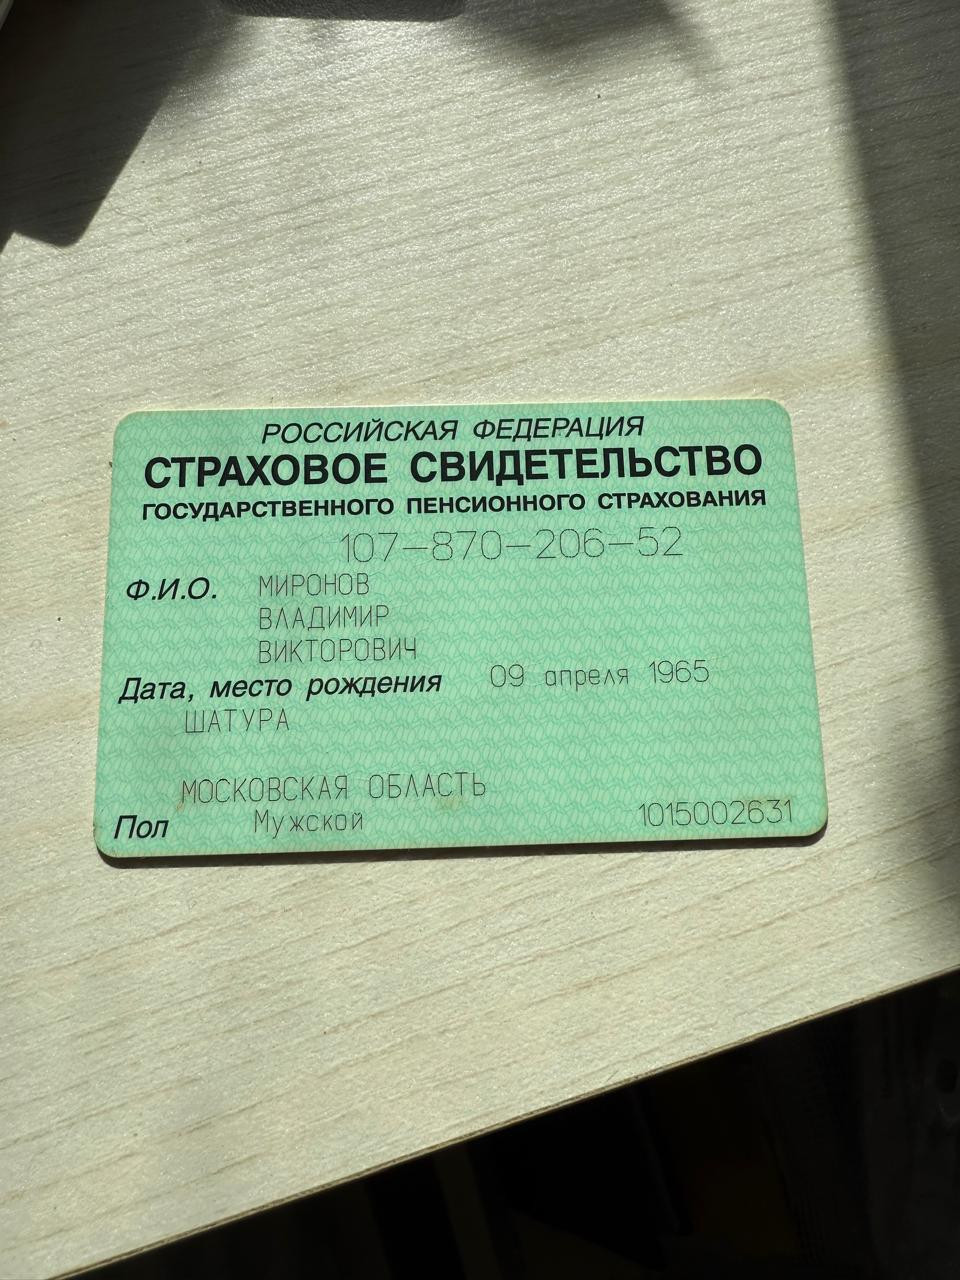 РОССИЙСКАЯ ФЕДЕРАЦИЯ
СТРАХОВОЕ СВИДЕТЕЛЬСТВО
ГОСУДАРСТВЕННОГО ПЕНСИОННОГО СТРАХОВАНИЯ
107-870-206-52
Ф.И.О. МИРОНОВ
ВЛАДИМИР
ВИКТОРОВИЧ
Дата, место рождения 09 апреля 1965
ШАТУРА
МОСКОВСКАЯ ОБЛАСТЬ
Пол Мужской 1015002631